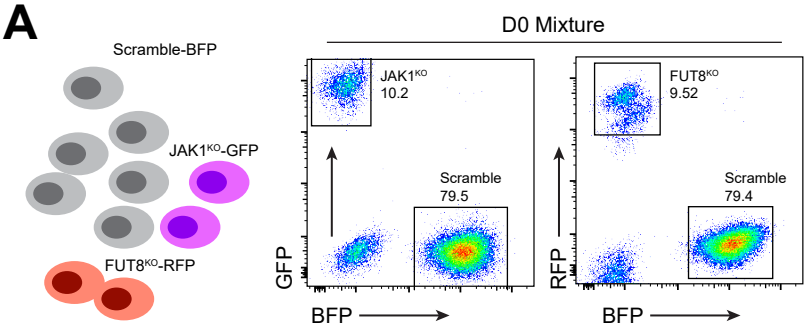 A
Scramble-BFP
JAK1ᴷᴼ-GFP
FUT8ᴷᴼ-RFP
D0 Mixture
JAK1ᴷᴼ
10.2
Scramble
79.5
GFP
BFP
FUT8ᴷᴼ
9.52
Scramble
79.4
RFP
BFP